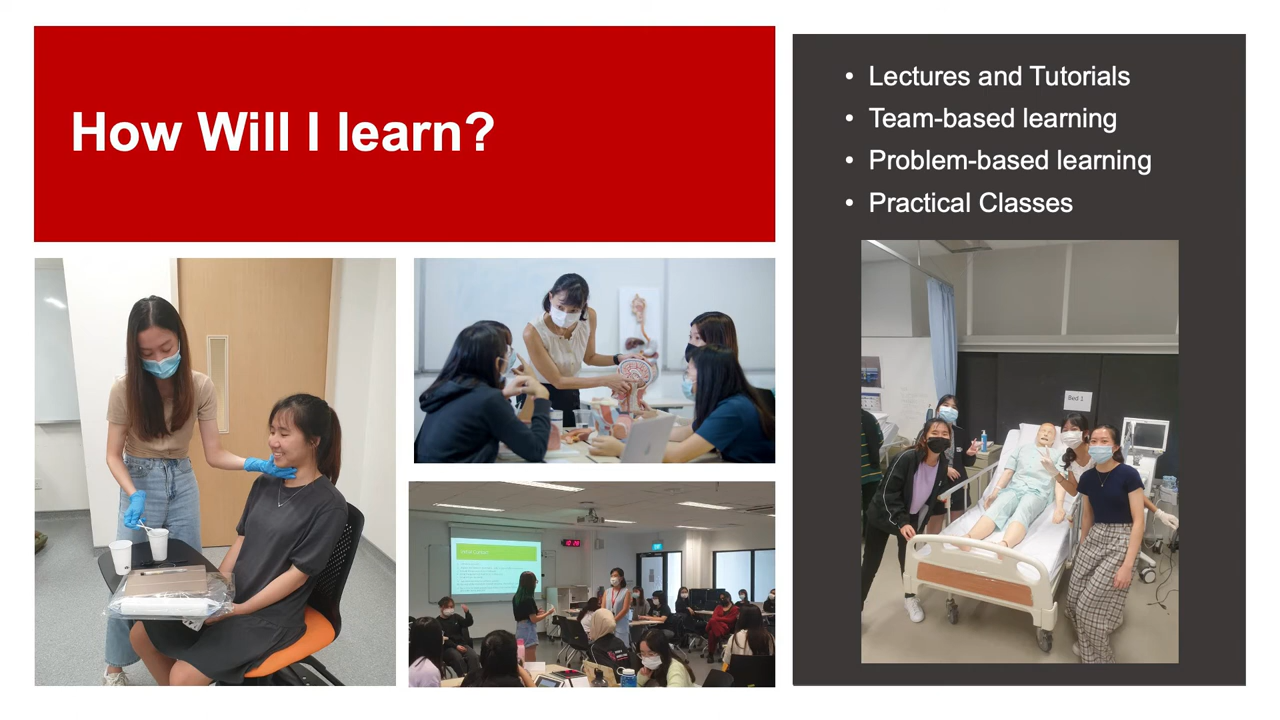 How Will I learn?
• Lectures and Tutorials
• Team-based learning
• Problem-based learning
• Practical Classes
Bed 1